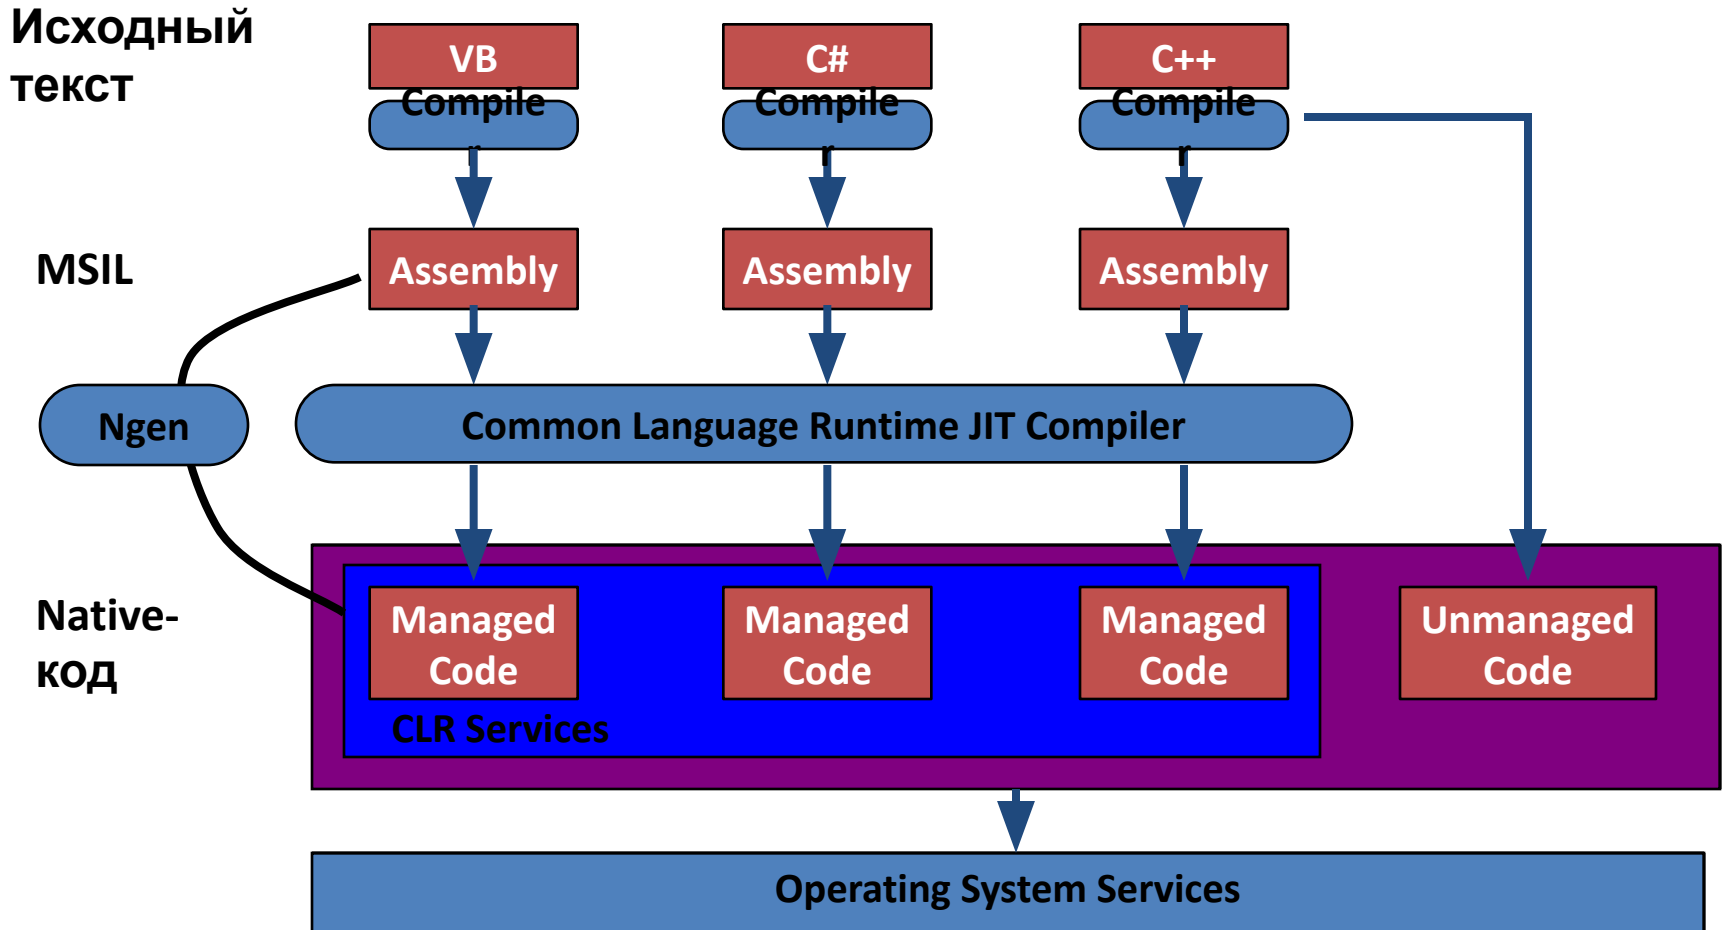 Исходный
текст
VB
C#
C++
Compile
r
Compile
r
Compile
r
MSIL
Assembly
Assembly
Assembly
Ngen
Common Language Runtime JIT Compiler
Native-
код
Managed
Code
Managed
Code
Managed
Code
Unmanaged
Code
CLR Services
Operating System Services